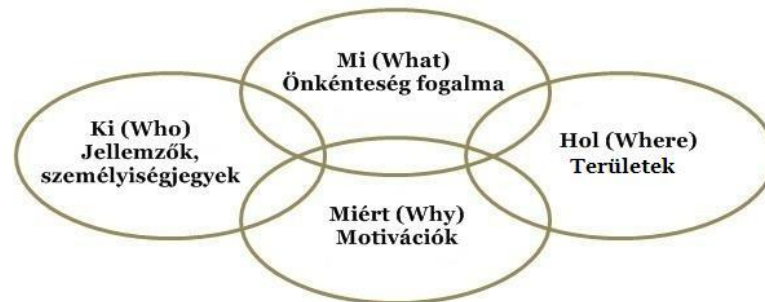 Mi (What)
Önkénteség fogalma
Ki (Who)
Jellemzők,
személyiségjegyek
Hol (Where)
Területek
Miért (Why)
Motivációk